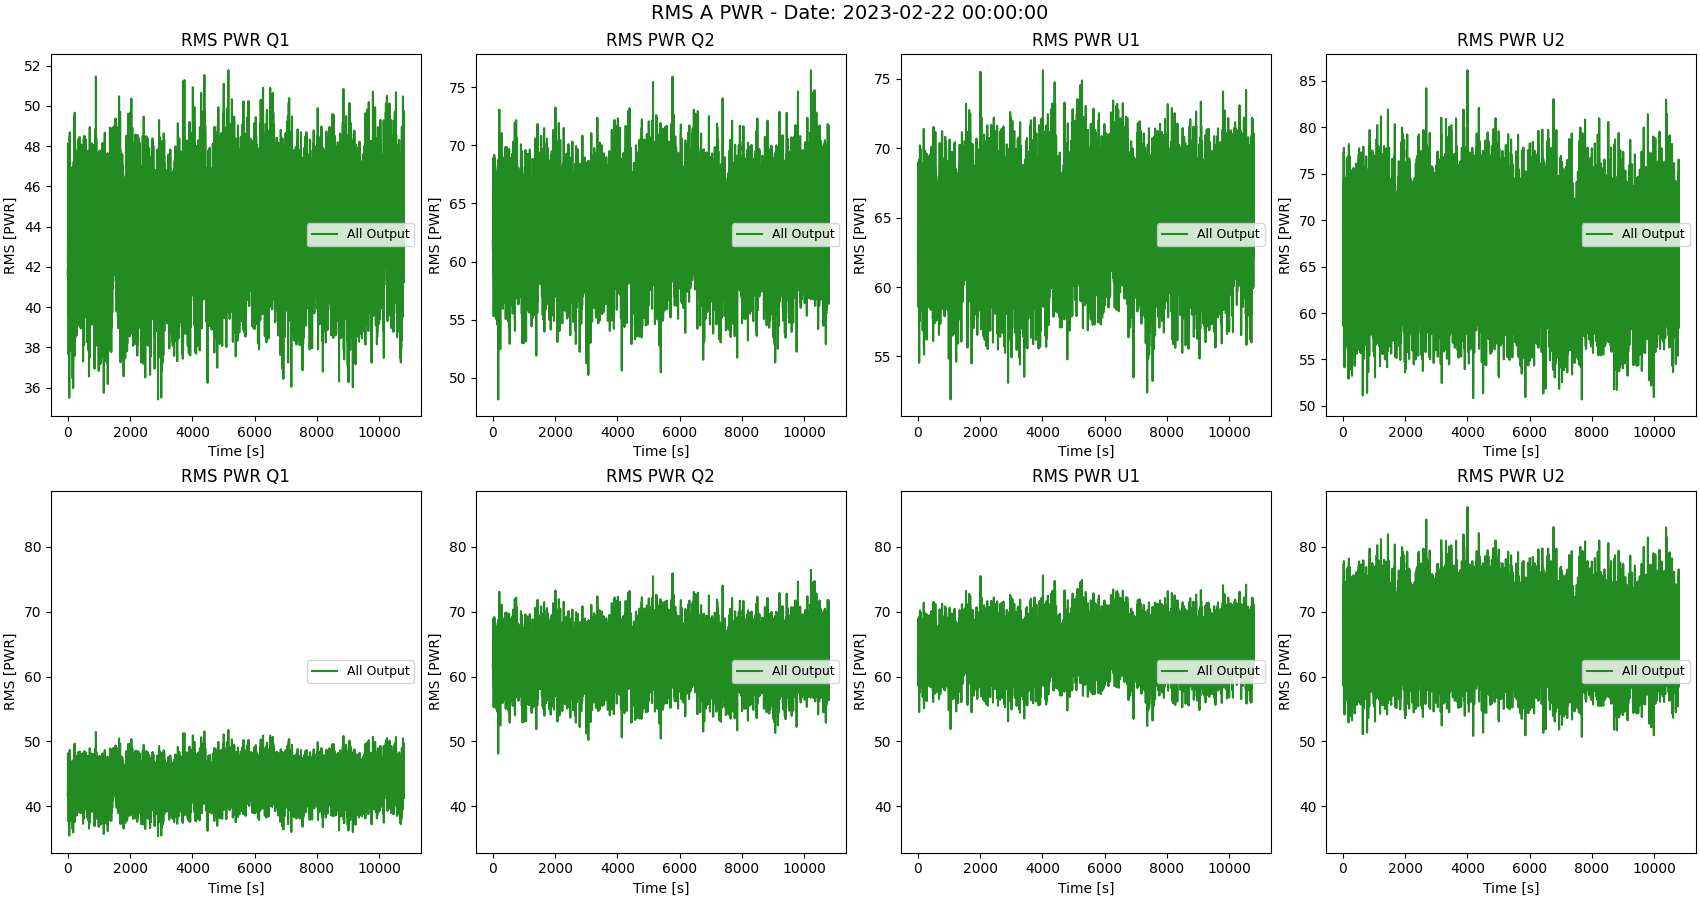 RMS A PWR - Date: 2023-02-22 00:00:00
RMS PWR Q1
RMS [PWR]
52
50
48
46
44
42
40
38
36
All Output
0 2000 4000 6000 8000 10000
Time [s]
RMS PWR Q2
RMS [PWR]
75
70
65
60
55
50
All Output
0 2000 4000 6000 8000 10000
Time [s]
RMS PWR U1
RMS [PWR]
75
70
65
60
55
All Output
0 2000 4000 6000 8000 10000
Time [s]
RMS PWR U2
RMS [PWR]
85
80
75
70
65
60
55
50
All Output
0 2000 4000 6000 8000 10000
Time [s]
RMS PWR Q1
RMS [PWR]
80
70
60
50
40
All Output
0 2000 4000 6000 8000 10000
Time [s]
RMS PWR Q2
RMS [PWR]
80
70
60
50
40
All Output
0 2000 4000 6000 8000 10000
Time [s]
RMS PWR U1
RMS [PWR]
80
70
60
50
40
All Output
0 2000 4000 6000 8000 10000
Time [s]
RMS PWR U2
RMS [PWR]
80
70
60
50
40
All Output
0 2000 4000 6000 8000 10000
Time [s]